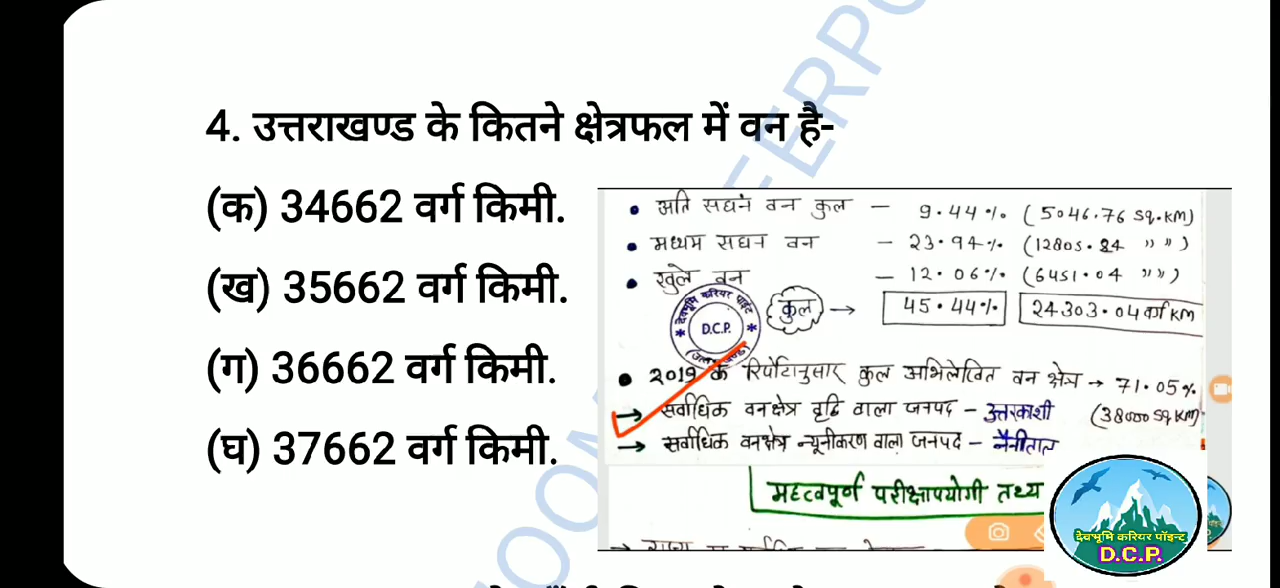 4. उत्तराखण्ड के कितने क्षेत्रफल में वन है-
(क) 34662 वर्ग किमी.
(ख) 35662 वर्ग किमी.
(ग) 36662 वर्ग किमी.
(घ) 37662 वर्ग किमी.
• अति सघन वन कुल – 9.44% (5046.76 SQ.KM)
• मध्यम सघन वन – 23.94% (12805.24 " ")
• खुले वन – 12.06% (6451.04 " ")
कुल → 45.44% 24303.04 वर्ग KM
देवभूमि करियर पॉइंट
D.C.P.
• 2019 के रिपोर्टानुसार कुल अभिलेखित वन क्षेत्र → 71.05%
(38000 SQ KM)
→ सर्वाधिक वनक्षेत्र वृद्धि वाला जनपद – उत्तरकाशी
→ सर्वाधिक वनक्षेत्र न्यूनीकरण वाला जनपद – नैनीताल
महत्वपूर्ण परीक्षापयोगी तथ्य
देवभूमि करियर पॉइन्ट
D.C.P.